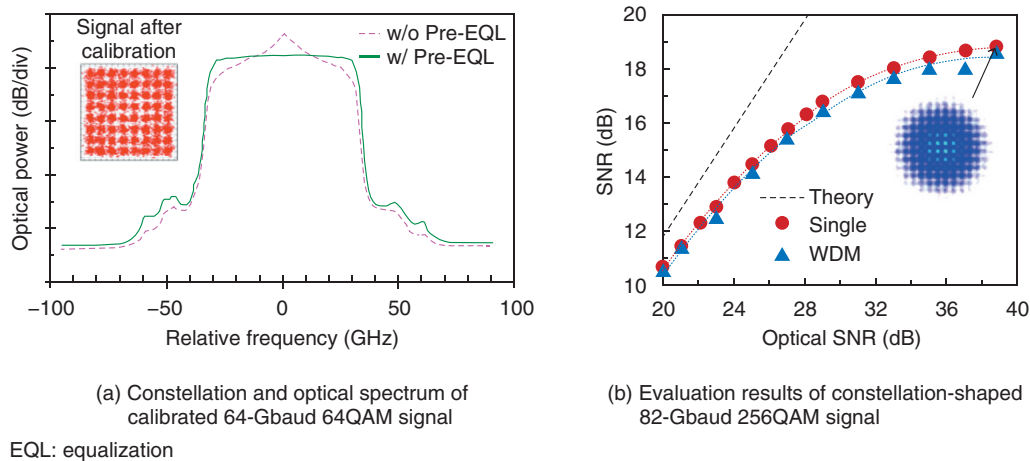 Signal after
calibration
w/o Pre-EQL
w/ Pre-EQL
Optical power (dB/div)
−100
−50
0
50
100
Relative frequency (GHz)
(a) Constellation and optical spectrum of
calibrated 64-Gbaud 64QAM signal
EQL: equalization
20
18
16
14
12
10
SNR (dB)
Theory
Single
WDM
20
24
28
32
36
40
Optical SNR (dB)
(b) Evaluation results of constellation-shaped
82-Gbaud 256QAM signal